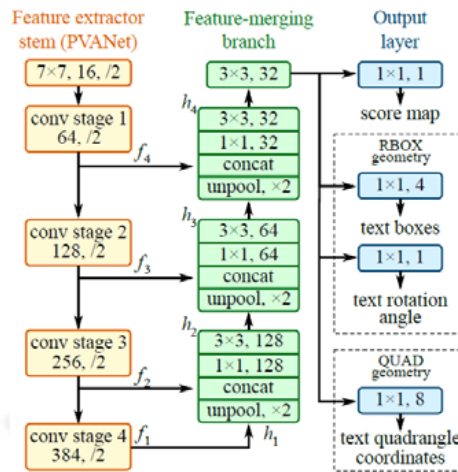 Feature extractor
stem (PVANet)
7×7, 16, /2
conv stage 1
64, /2
f4
conv stage 2
128, /2
f3
conv stage 3
256, /2
f2
conv stage 4
384, /2
f1
Feature-merging
branch
3×3, 32
h4
3×3, 32
1×1, 32
concat
unpool, ×2
h3
3×3, 64
1×1, 64
concat
unpool, ×2
h2
3×3, 128
1×1, 128
concat
unpool, ×2
h1
Output
layer
1×1, 1
score map
RBOX
geometry
1×1, 4
text boxes
1×1, 1
text rotation
angle
QUAD
geometry
1×1, 8
text quadrangle
coordinates